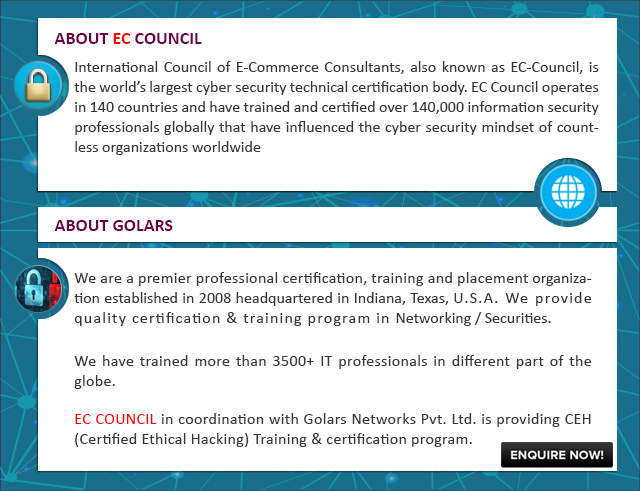 ABOUT EC COUNCIL
International Council of E-Commerce Consultants, also known as EC-Council, is
the world's largest cyber security technical certification body. EC Council operates
in 140 countries and have trained and certified over 140,000 information security
professionals globally that have influenced the cyber security mindset of count-
less organizations worldwide
ABOUT GOLARS
We are a premier professional certification, training and placement organiza-
tion established in 2008 headquartered in Indiana, Texas, U.S.A. We provide
quality certification & training program in Networking / Securities.
We have trained more than 3500+ IT professionals in different part of the
globe.
EC COUNCIL in coordination with Golars Networks Pvt. Ltd. is providing CEH
(Certified Ethical Hacking) Training & certification program.
ENQUIRE NOW!